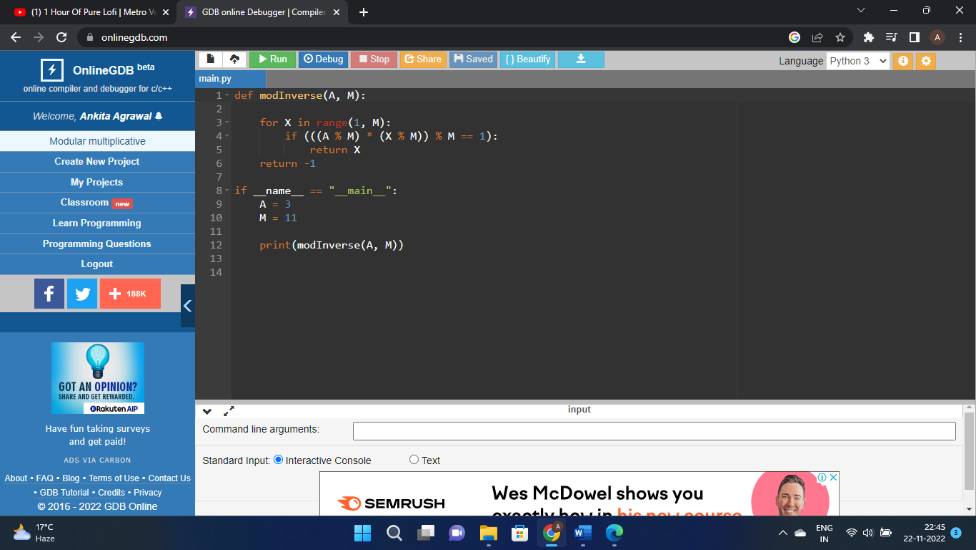 (1) 1 Hour Of Pure Lofi | Metro V
GDB online Debugger | Compiler
onlinegdb.com
A
OnlineGDB beta
online compiler and debugger for c/c++
Welcome, Ankita Agrawal
Modular multiplicative
Create New Project
My Projects
Classroom new
Learn Programming
Programming Questions
Logout
f
+ 188K
GOT AN OPINION?
SHARE AND GET REWARDED.
Rakuten AIP
Have fun taking surveys
and get paid!
ADS VIA CARBON
About • FAQ • Blog • Terms of Use • Contact Us
• GDB Tutorial • Credits • Privacy
© 2016 - 2022 GDB Online
Run Debug Stop Share Saved {} Beautify
Language Python 3
main.py
1 def modInverse(A, M):
2
3 for X in range(1, M):
4 if (((A % M) * (X % M)) % M == 1):
5 return X
6 return -1
7
8 if __name__ == "__main__":
9 A = 3
10 M = 11
11
12 print(modInverse(A, M))
13
14
input
Command line arguments:
Standard Input: Interactive Console Text
SEMRUSH
Wes McDowell shows you
exactly how in his new course
17°C
Haze
ENG
IN
22:45
22-11-2022
3